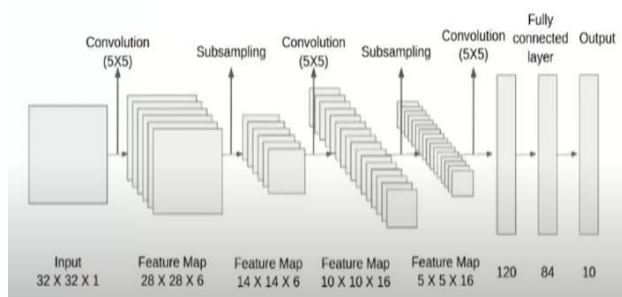 Convolution
(5X5)
Subsampling
Convolution
(5X5)
Subsampling
Convolution
(5X5)
Fully
connected
layer
Output
Input
32 X 32 X 1
Feature Map
28 X 28 X 6
Feature Map
14 X 14 X 6
Feature Map
10 X 10 X 16
Feature Map
5 X 5 X 16
120
84
10